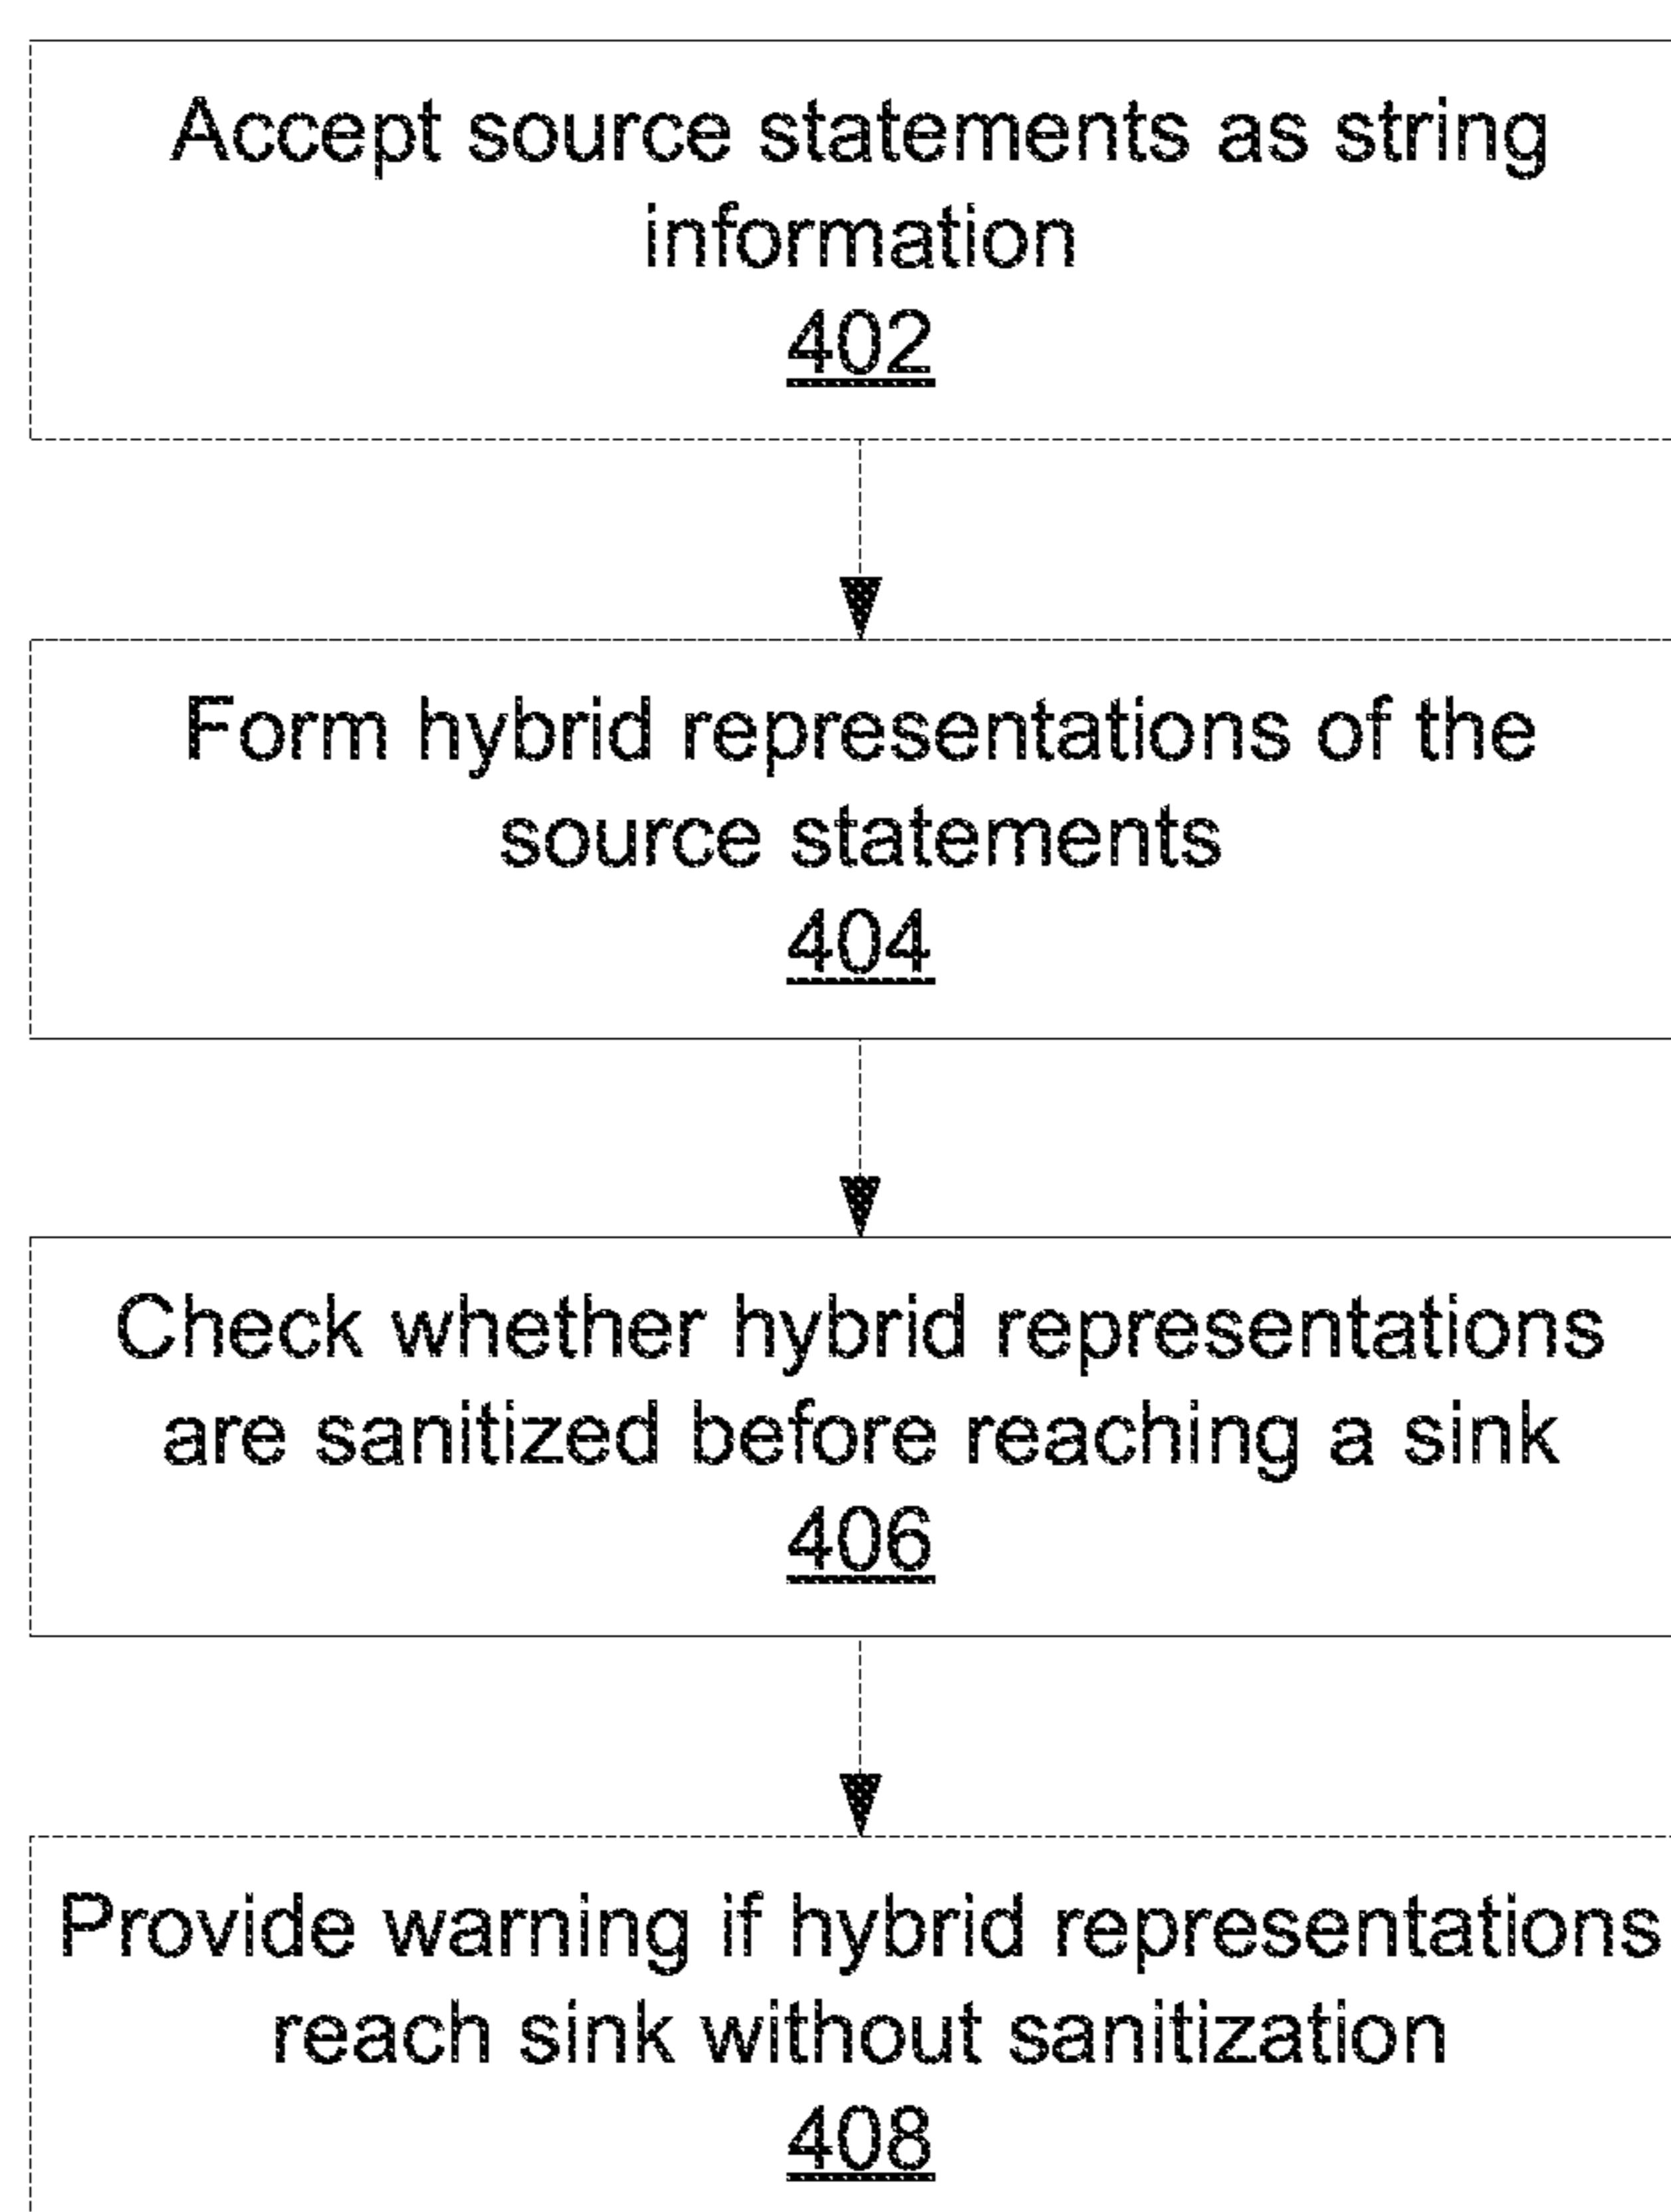 Accept source statements as string
information
402
Form hybrid representations of the
source statements
404
Check whether hybrid representations
are sanitized before reaching a sink
406
Provide warning if hybrid representations
reach sink without sanitization
408